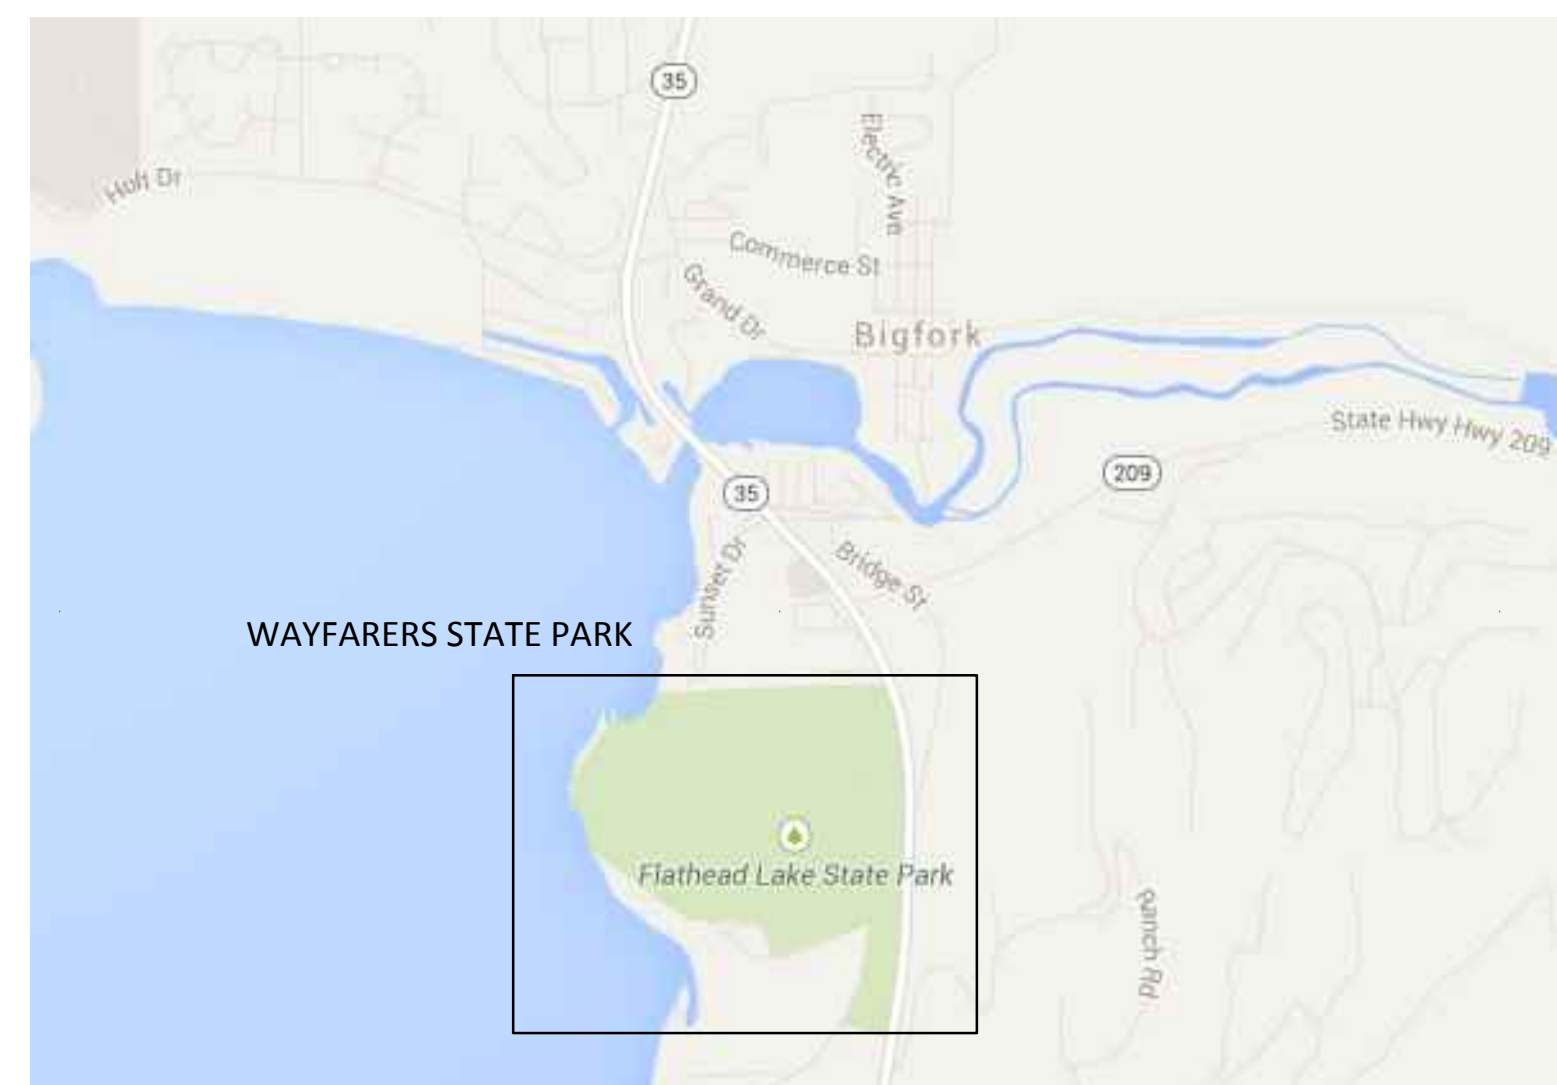 35
Electric Ave
Holt Dr
Commerce St
Grand Dr
Bigfork
State Hwy Hwy 209
209
35
Bridge St
Sunset Dr
WAYFARERS STATE PARK
Flathead Lake State Park
Ranch Rd